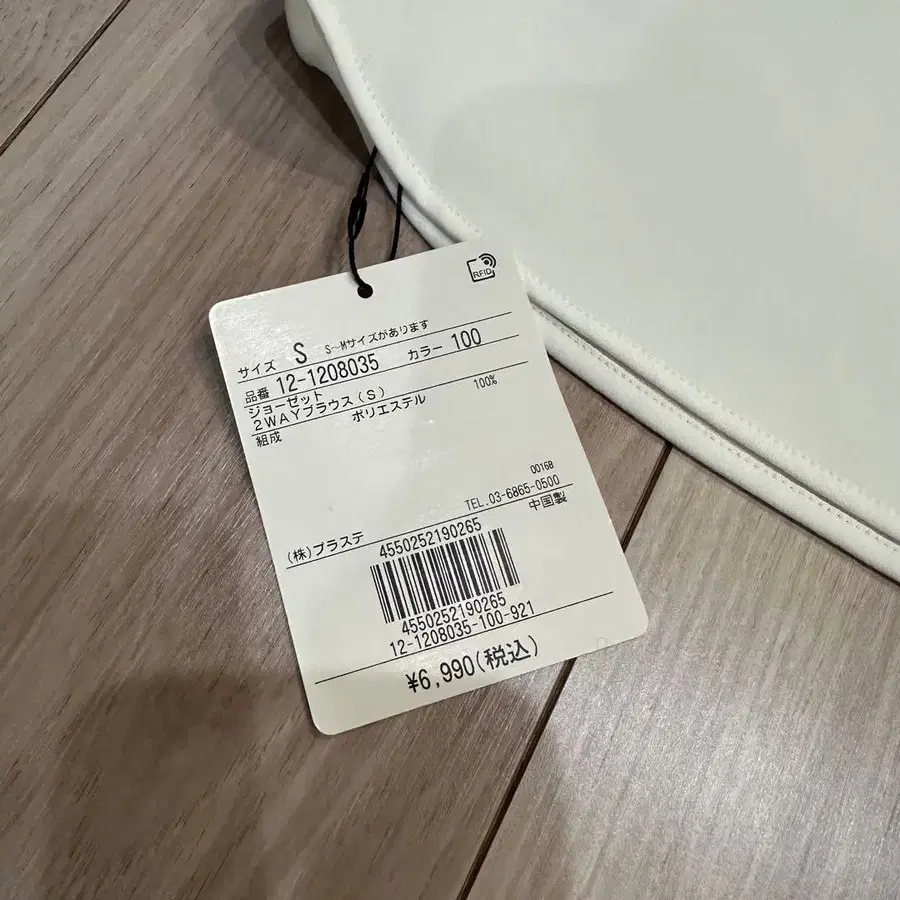 RFID
サイズ S S~Mサイズがあります
品番 12-1208035 カラー 100
ジョーゼット
2WAYブラウス(S)
組成 ポリエステル 100%
0016B
TEL.03-6865-0500
(株)プラステ 中国製
4550252190265
4550252190265
12-1208035-100-921
¥6,990(税込)